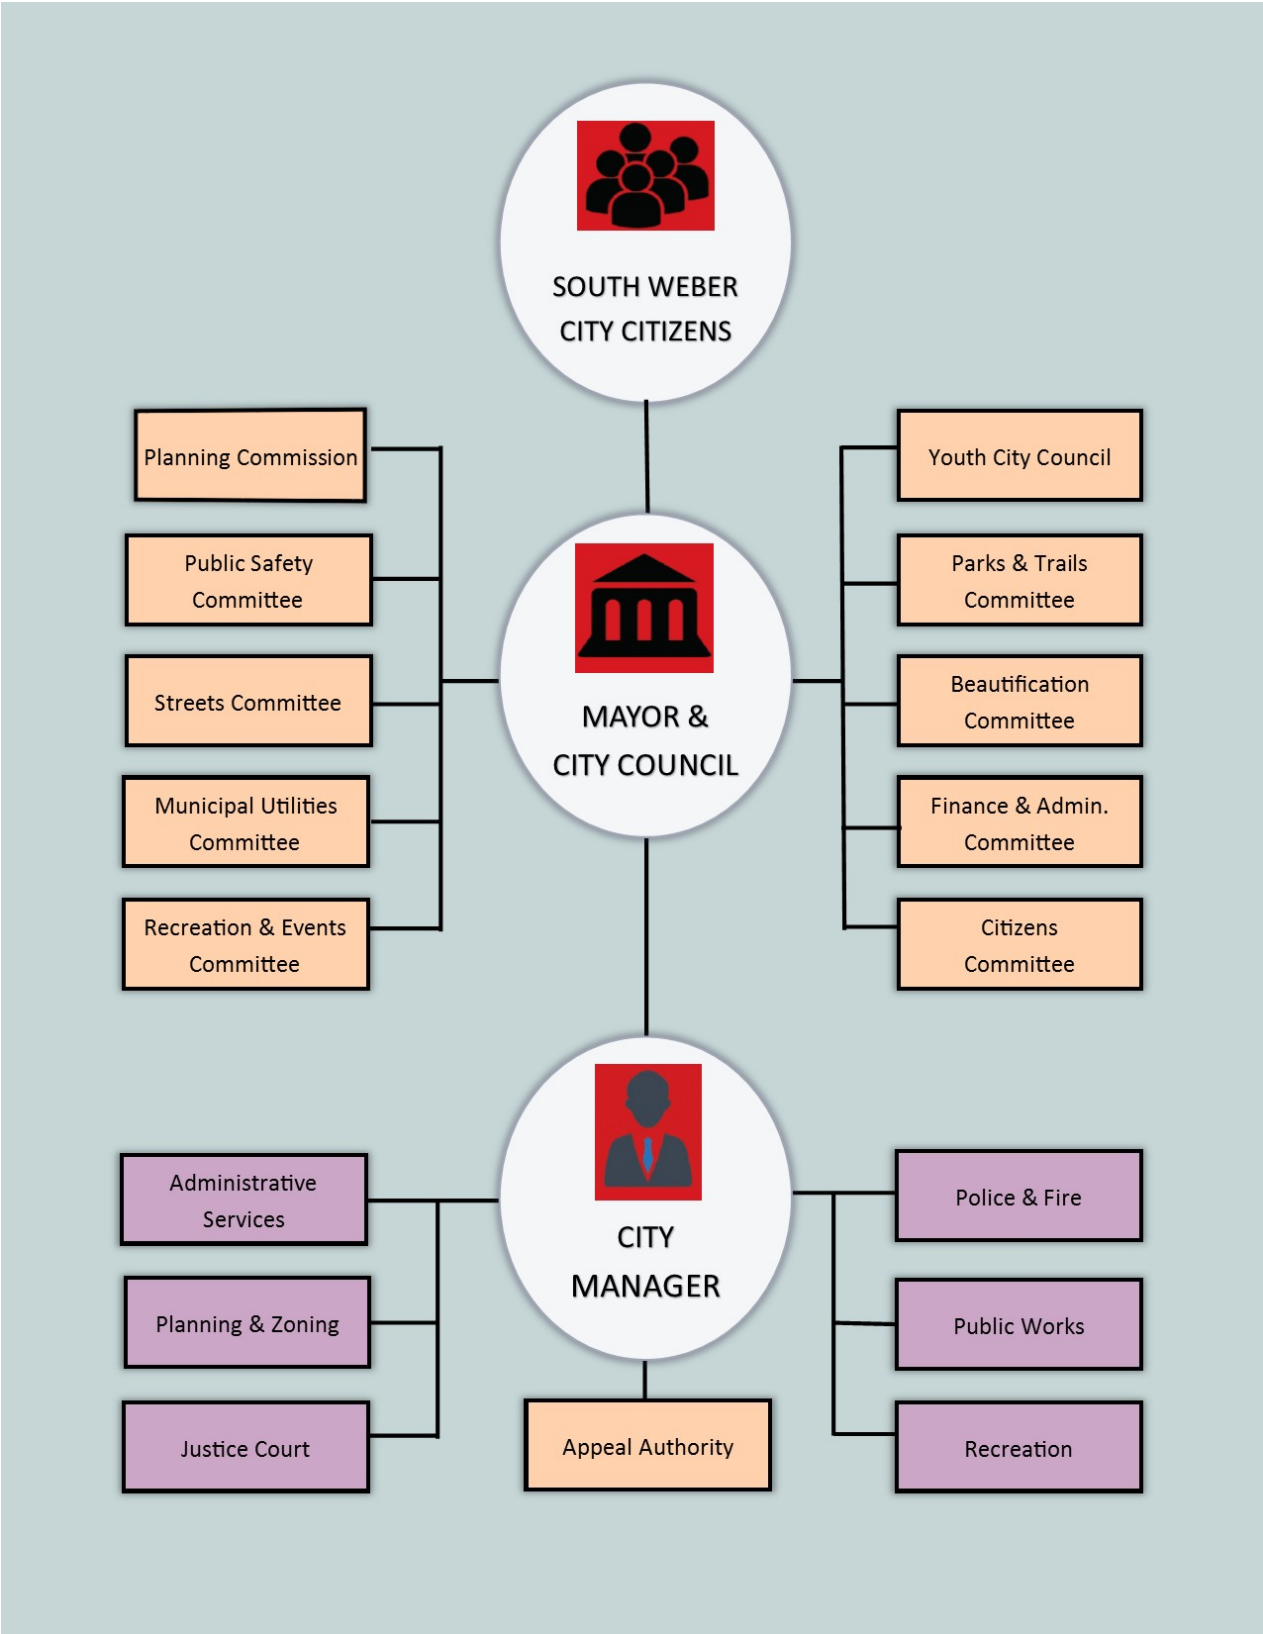 SOUTH WEBER
CITY CITIZENS
Planning Commission
Public Safety
Committee
Streets Committee
Municipal Utilities
Committee
Recreation & Events
Committee
MAYOR &
CITY COUNCIL
Youth City Council
Parks & Trails
Committee
Beautification
Committee
Finance & Admin.
Committee
Citizens
Committee
Administrative
Services
Planning & Zoning
Justice Court
CITY
MANAGER
Appeal Authority
Police & Fire
Public Works
Recreation